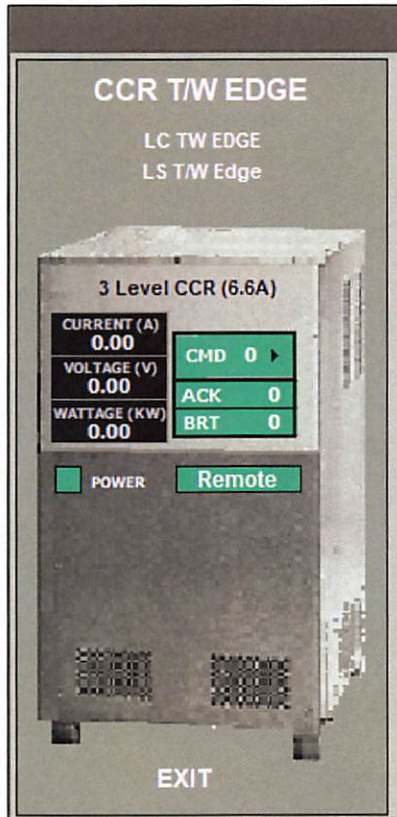 CCR T/W EDGE
LC TW EDGE
LS T/W Edge
3 Level CCR (6.6A)
CURRENT (A)
0.00
VOLTAGE (V)
0.00
WATTAGE (KW)
0.00
CMD 0
ACK 0
BRT 0
POWER
Remote
EXIT